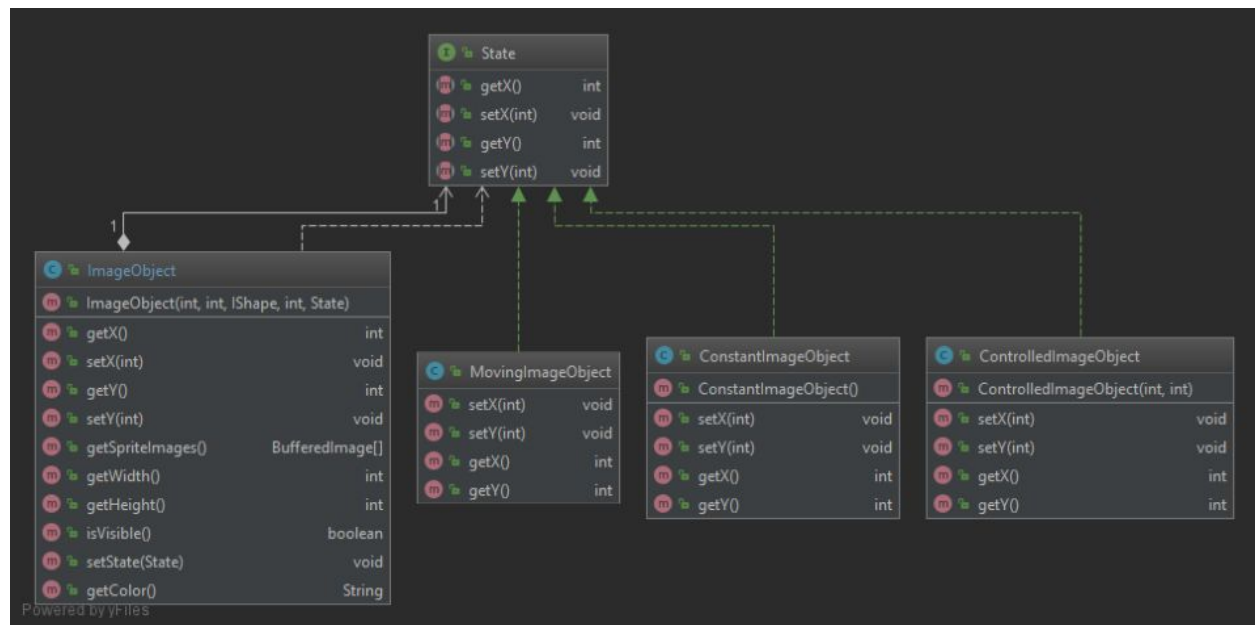 State
getX() int
setX(int) void
getY() int
setY(int) void
1
1
ImageObject
ImageObject(int, int, IShape, int, State)
getX() int
setX(int) void
getY() int
setY(int) void
getSpriteImages() BufferedImage[]
getWidth() int
getHeight() int
isVisible() boolean
setState(State) void
getColor() String
MovingImageObject
setX(int) void
setY(int) void
getX() int
getY() int
ConstantImageObject
ConstantImageObject()
setX(int) void
setY(int) void
getX() int
getY() int
ControlledImageObject
ControlledImageObject(int, int)
setX(int) void
setY(int) void
getX() int
getY() int
Powered by yFiles